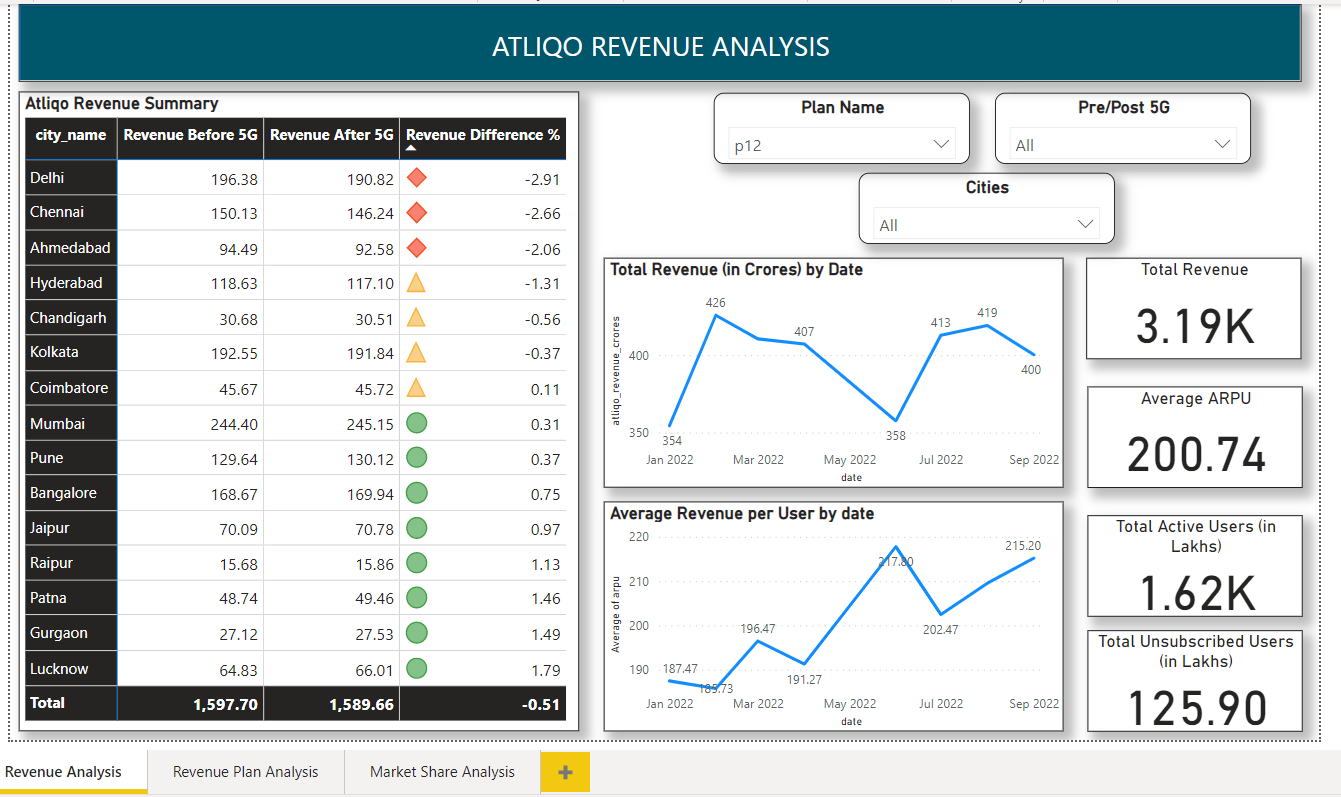 ATLIQO REVENUE ANALYSIS
Atliqo Revenue Summary
city_name Revenue Before 5G Revenue After 5G Revenue Difference %
Delhi 196.38 190.82 -2.91
Chennai 150.13 146.24 -2.66
Ahmedabad 94.49 92.58 -2.06
Hyderabad 118.63 117.10 -1.31
Chandigarh 30.68 30.51 -0.56
Kolkata 192.55 191.84 -0.37
Coimbatore 45.67 45.72 0.11
Mumbai 244.40 245.15 0.31
Pune 129.64 130.12 0.37
Bangalore 168.67 169.94 0.75
Jaipur 70.09 70.78 0.97
Raipur 15.68 15.86 1.13
Patna 48.74 49.46 1.46
Gurgaon 27.12 27.53 1.49
Lucknow 64.83 66.01 1.79
Total 1,597.70 1,589.66 -0.51
Plan Name
p12
Pre/Post 5G
All
Cities
All
Total Revenue (in Crores) by Date
atliqo_revenue_crores
400
350
354
426
407
358
413
419
400
Jan 2022 Mar 2022 May 2022 Jul 2022 Sep 2022
date
Average Revenue per User by date
Average of arpu
220
210
200
190
187.47
185.73
196.47
191.27
217.80
202.47
215.20
Jan 2022 Mar 2022 May 2022 Jul 2022 Sep 2022
date
Total Revenue
3.19K
Average ARPU
200.74
Total Active Users (in
Lakhs)
1.62K
Total Unsubscribed Users
(in Lakhs)
125.90
Revenue Analysis
Revenue Plan Analysis
Market Share Analysis